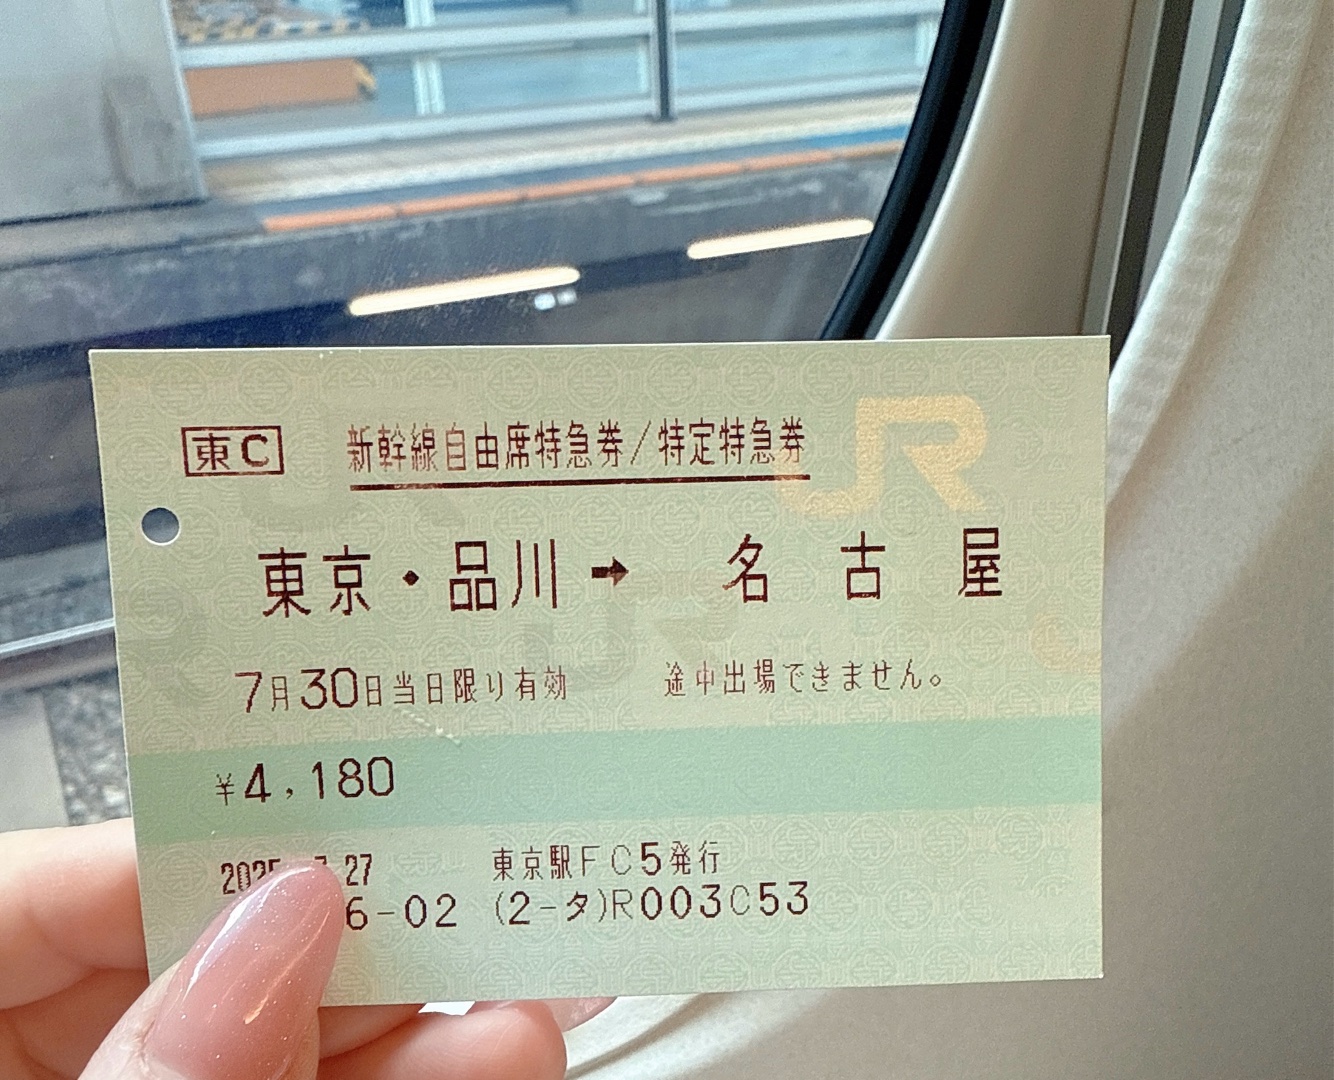 東C 新幹線自由席特急券/特定特急券
JR
東京・品川➡名古屋
7月30日当日限り有効 途中出場できません。
¥4,180
2025 7 27 東京駅FC5発行
6-02 (2-タ)R003C53